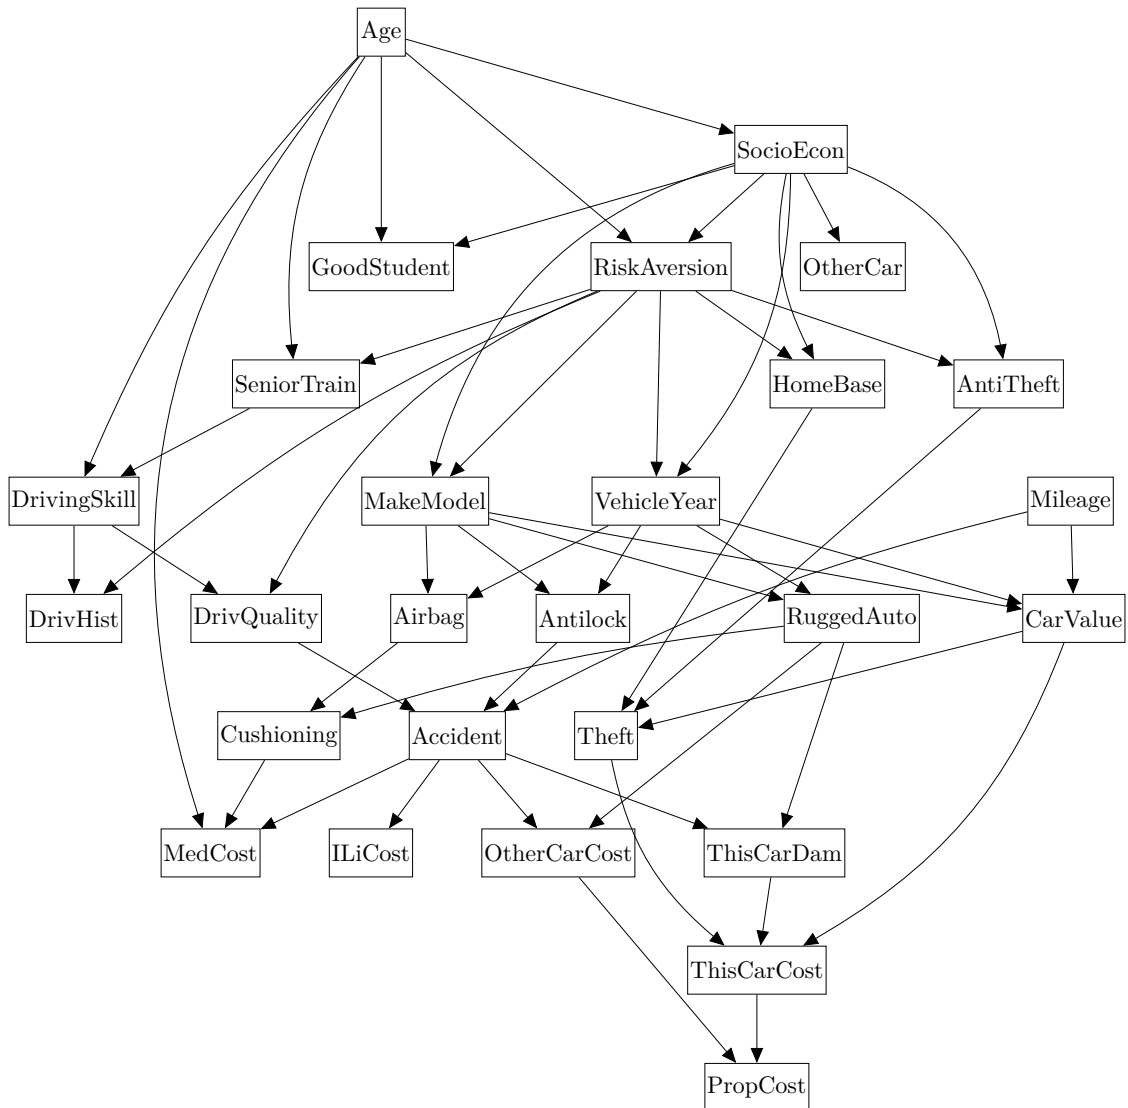 Age
SocioEcon
GoodStudent
RiskAversion
OtherCar
SeniorTrain
HomeBase
AntiTheft
DrivingSkill
MakeModel
VehicleYear
Mileage
DrivHist
DrivQuality
Airbag
Antilock
RuggedAuto
CarValue
Cushioning
Accident
Theft
MedCost
ILiCost
OtherCarCost
ThisCarDam
ThisCarCost
PropCost